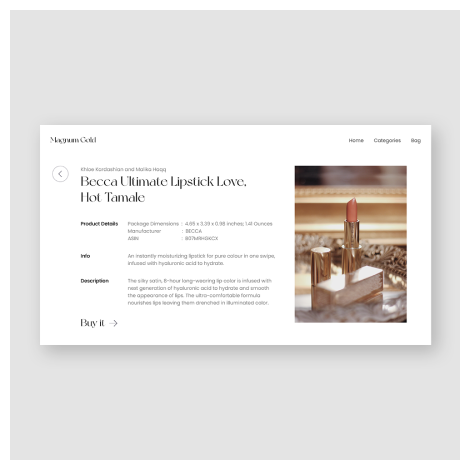 Magnum Gold
Home Categories Bag
Khloe Kardashian and Malika Haqq
Becca Ultimate Lipstick Love,
Hot Tamale
Product Details
Package Dimensions : 4.65 x 3.39 x 0.98 inches; 1.41 Ounces
Manufacturer : BECCA
ASIN :
Info
An instantly moisturizing lipstick for pure colour in one swipe,
infused with hyaluronic acid to hydrate.
Description
The silky satin, 8-hour long-wearing lip color is infused with
next generation of hyaluronic acid to hydrate and smooth
the appearance of lips. The ultra-comfortable formula
nourishes lips leaving them drenched in illuminated color.
Buy it